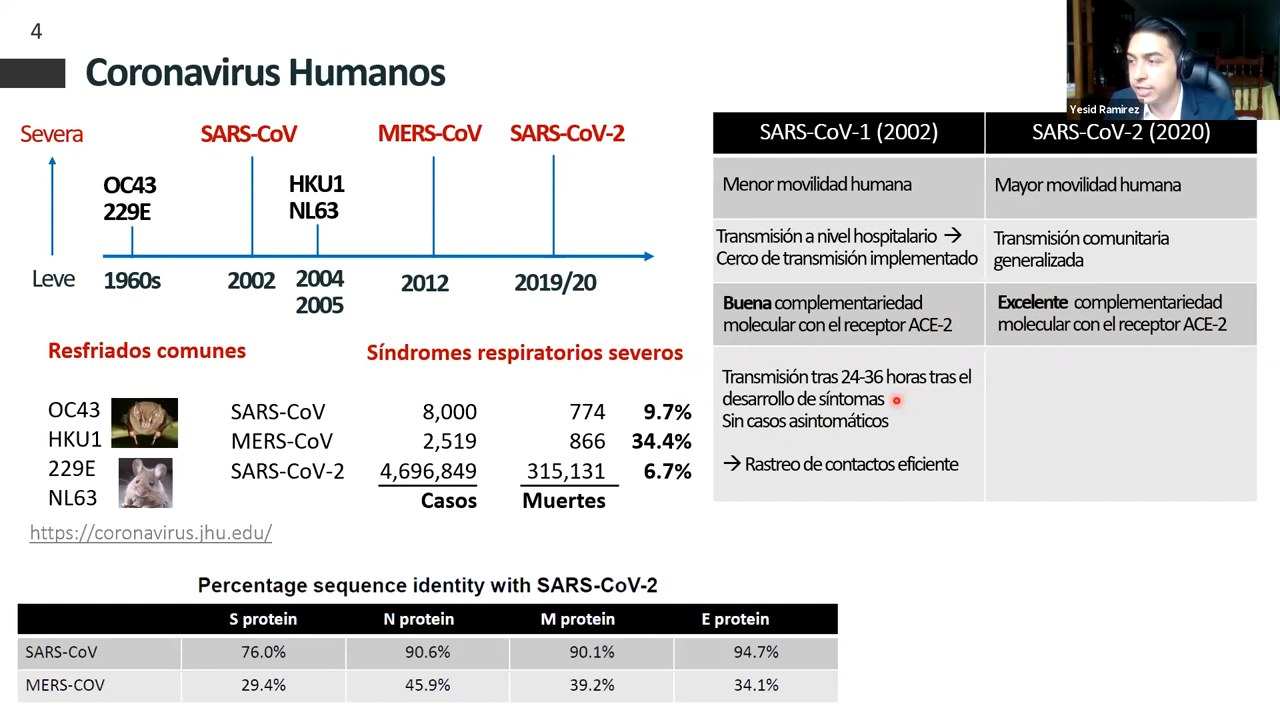 4
Coronavirus Humanos
Yesid Ramirez
Severa
SARS-CoV
MERS-CoV
SARS-CoV-2
OC43
229E
HKU1
NL63
Leve
1960s
2002
2004
2005
2012
2019/20
Resfriados comunes
Síndromes respiratorios severos
OC43
HKU1
229E
NL63
SARS-CoV 8,000 774 9.7%
MERS-CoV 2,519 866 34.4%
SARS-CoV-2 4,696,849 315,131 6.7%
Casos Muertes
https://coronavirus.jhu.edu/
SARS-CoV-1 (2002) SARS-CoV-2 (2020)
Menor movilidad humana
Mayor movilidad humana
Transmisión a nivel hospitalario →
Cerco de transmisión implementado
Transmisión comunitaria
generalizada
Buena complementariedad
molecular con el receptor ACE-2
Excelente complementariedad
molecular con el receptor ACE-2
Transmisión tras 24-36 horas tras el
desarrollo de síntomas
Sin casos asintomáticos
→ Rastreo de contactos eficiente
Percentage sequence identity with SARS-CoV-2
S protein N protein M protein E protein
SARS-CoV 76.0% 90.6% 90.1% 94.7%
MERS-COV 29.4% 45.9% 39.2% 34.1%